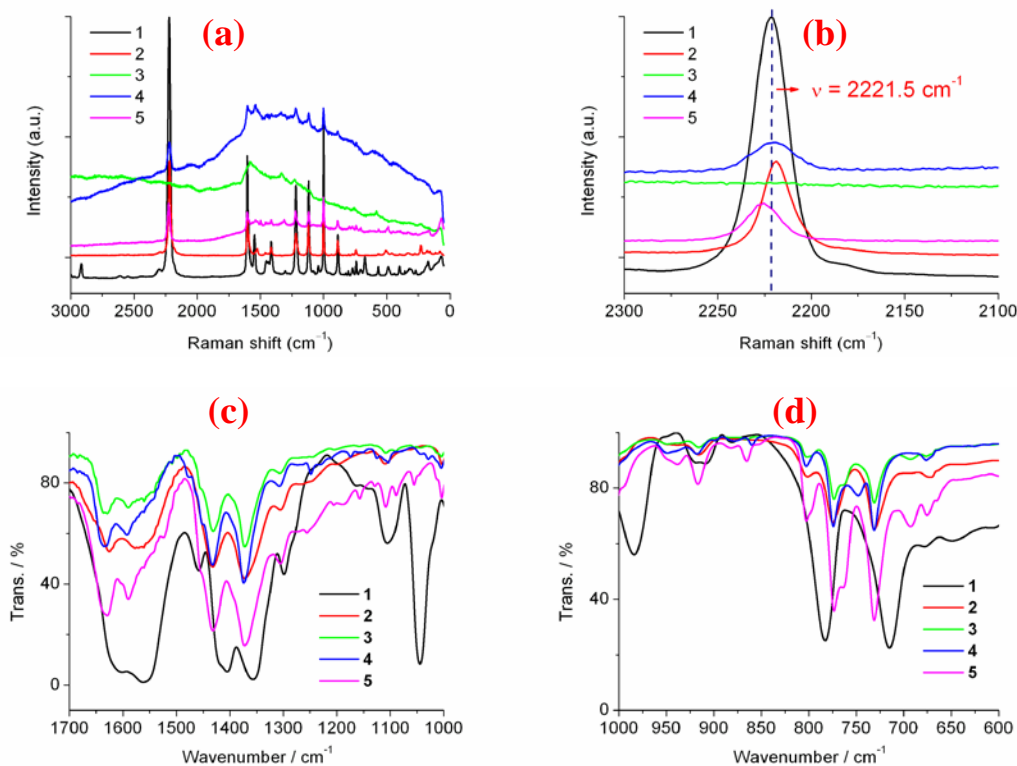 (a)
1
2
3
4
5
Intensity (a.u.)
3000 2500 2000 1500 1000 500 0
Raman shift (cm⁻¹)
(b)
1
2
3
4
5
ν = 2221.5 cm⁻¹
Intensity (a.u.)
2300 2250 2200 2150 2100
Raman shift (cm⁻¹)
(c)
80
40
0
Trans. / %
1
2
3
4
5
1700 1600 1500 1400 1300 1200 1100 1000
Wavenumber / cm⁻¹
(d)
80
40
0
Trans. / %
1
2
3
4
5
1000 950 900 850 800 750 700 650 600
Wavenumber / cm⁻¹